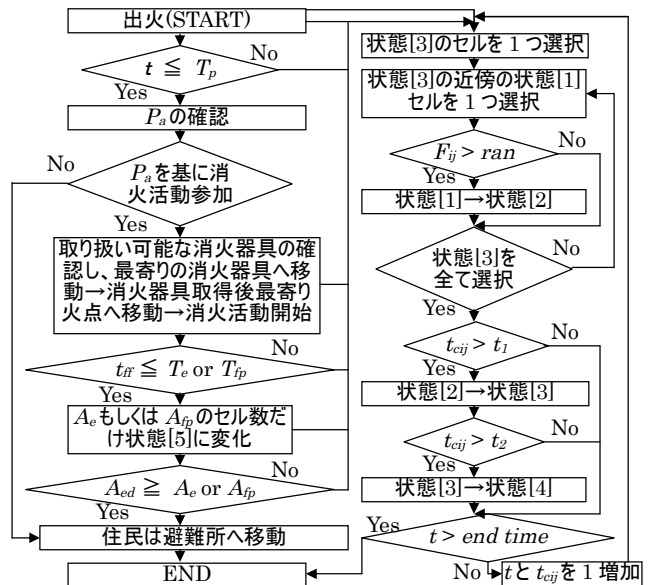 出火(START)
t ≦ Tp
No
Yes
Paの確認
No
Paを基に消
火活動参加
Yes
取り扱い可能な消火器具の確
認し、最寄りの消火器具へ移
動→消火器具取得後最寄り
火点へ移動→消火活動開始
tff ≦ Te or Tfp
No
Yes
Aeもしくは Afpのセル数だ
け状態[5]に変化
No
Aed ≧ Ae or Afp
Yes
住民は避難所へ移動
END
状態[3]のセルを1つ選択
状態[3]の近傍の状態[1]
セルを1つ選択
Fij > ran
No
Yes
状態[1]→状態[2]
状態[3]を
全て選択
No
Yes
tcij > t1
No
Yes
状態[2]→状態[3]
tcij > t2
No
Yes
状態[3]→状態[4]
Yes
t > end time
No
tと tcijを1増加